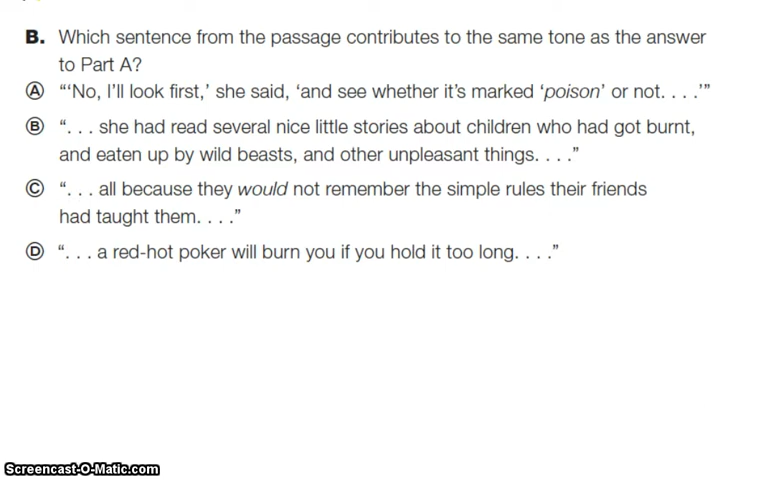 B. Which sentence from the passage contributes to the same tone as the answer
to Part A?
A “‘No, I’ll look first,’ she said, ‘and see whether it’s marked ‘poison’ or not. . . .’”
B “. . . she had read several nice little stories about children who had got burnt,
and eaten up by wild beasts, and other unpleasant things. . . .”
C “. . . all because they would not remember the simple rules their friends
had taught them. . . .”
D “. . . a red-hot poker will burn you if you hold it too long. . . .”
Screencast-O-Matic.com